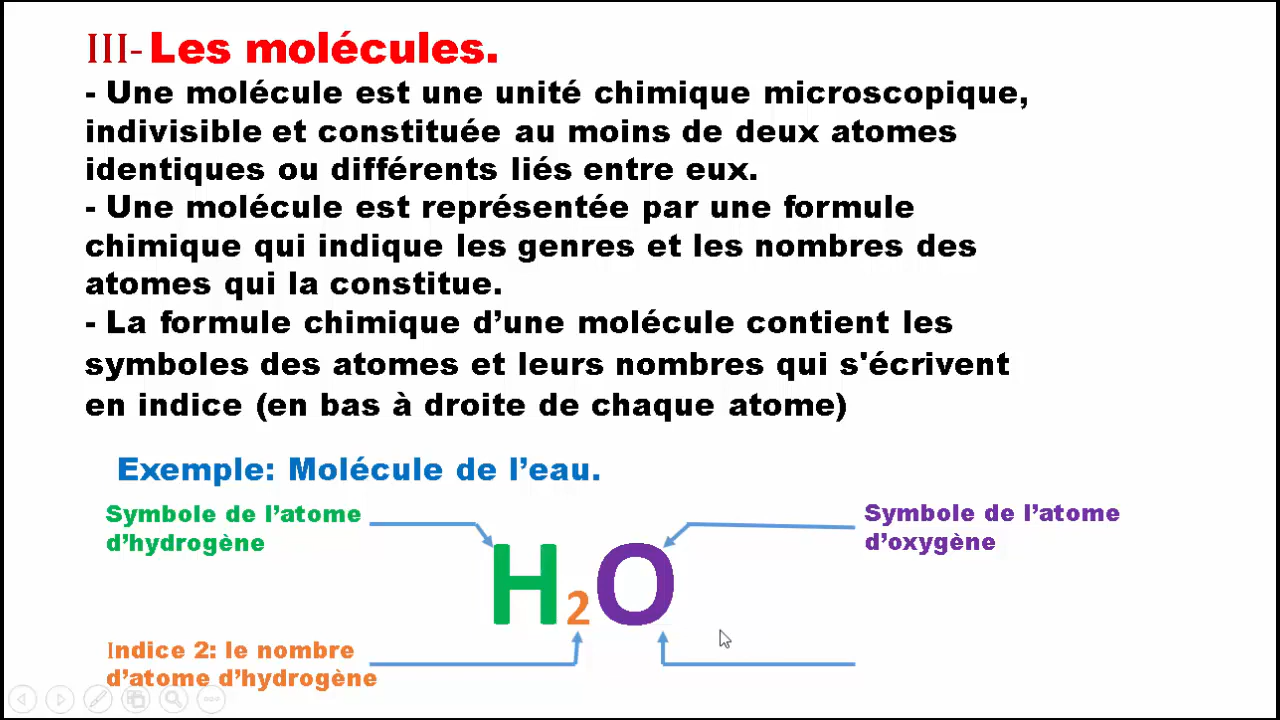 III- Les molécules.
- Une molécule est une unité chimique microscopique,
indivisible et constituée au moins de deux atomes
identiques ou différents liés entre eux.
- Une molécule est représentée par une formule
chimique qui indique les genres et les nombres des
atomes qui la constitue.
- La formule chimique d’une molécule contient les
symboles des atomes et leurs nombres qui s'écrivent
en indice (en bas à droite de chaque atome)
Exemple: Molécule de l’eau.
Symbole de l’atome
d’hydrogène
Symbole de l’atome
d’oxygène
H₂O
Indice 2: le nombre
d’atome d’hydrogène